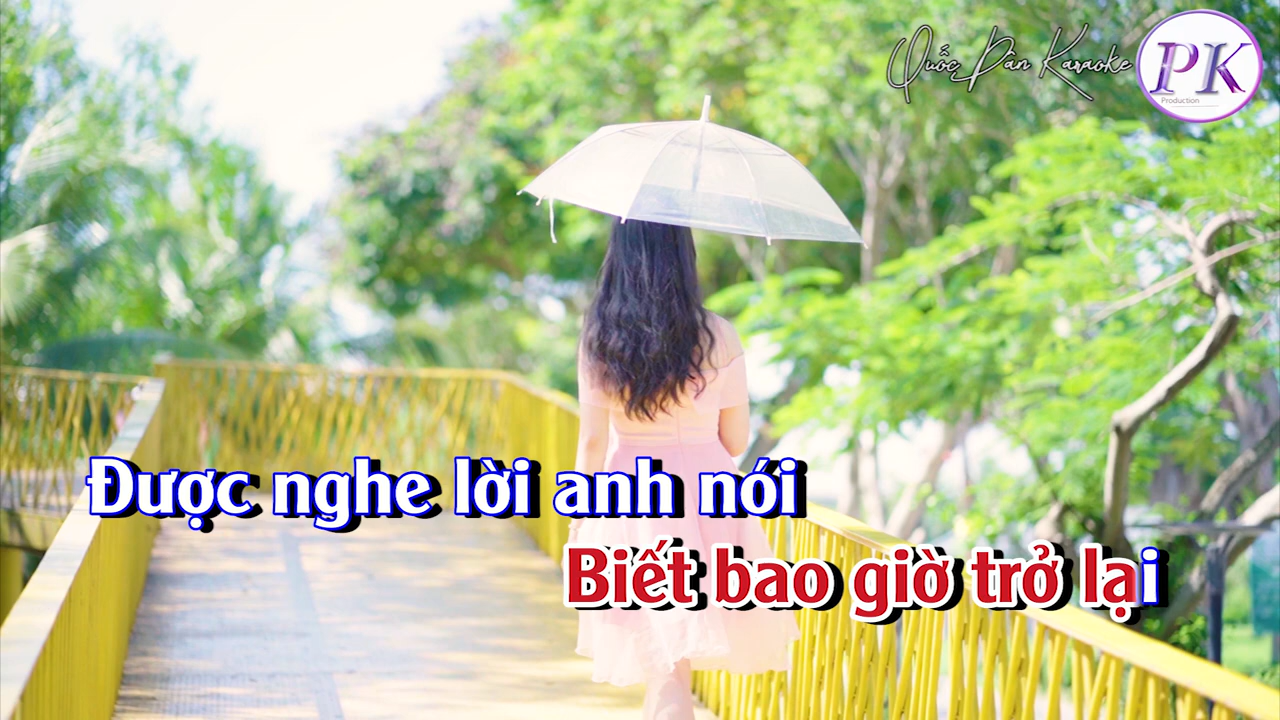 Quốc Dân Karaoke
PK
Production
Được nghe lời anh nói
Biết bao giờ trở lại